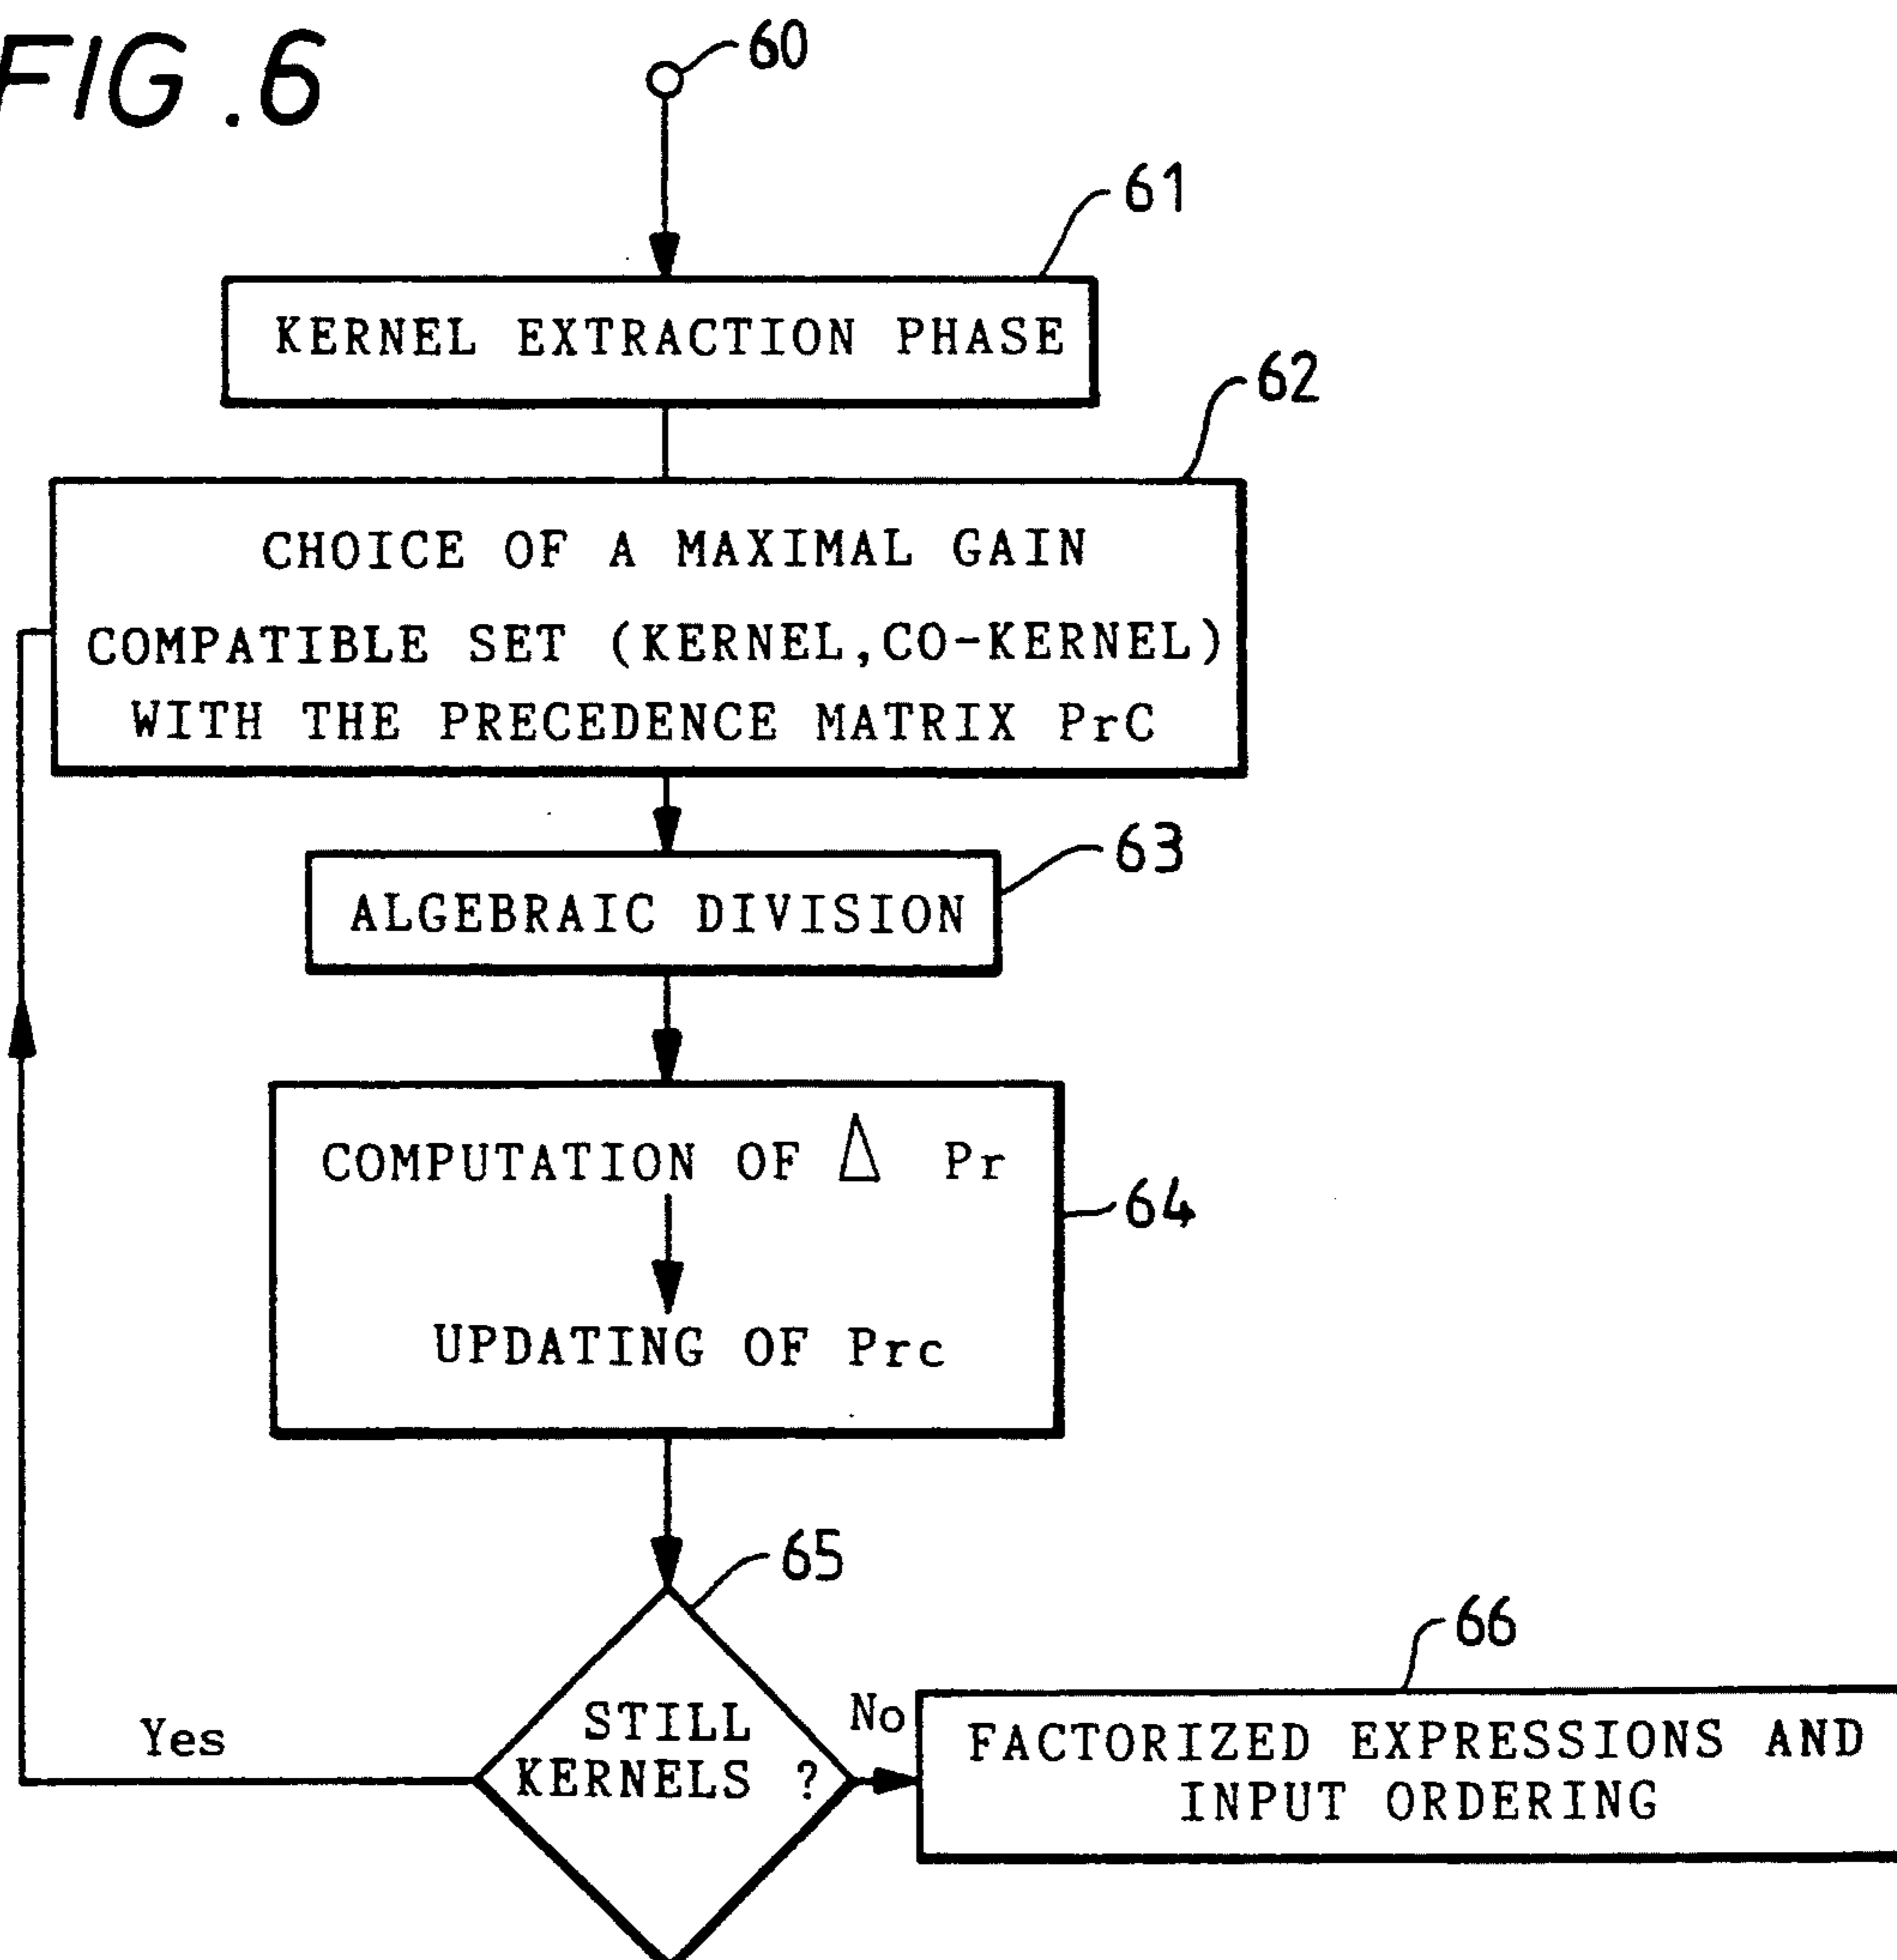 FIG.6
60
61
KERNEL EXTRACTION PHASE
62
CHOICE OF A MAXIMAL GAIN
COMPATIBLE SET (KERNEL,CO-KERNEL)
WITH THE PRECEDENCE MATRIX PrC
63
ALGEBRAIC DIVISION
COMPUTATION OF Δ Pr
64
UPDATING OF Prc
65
STILL
KERNELS ?
Yes
No
66
FACTORIZED EXPRESSIONS AND
INPUT ORDERING